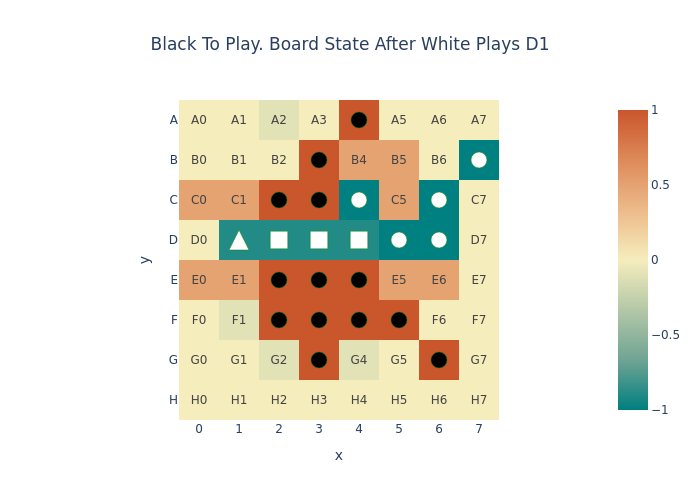 Black To Play. Board State After White Plays D1
A A0 A1 A2 A3 A5 A6 A7
B B0 B1 B2 B4 B5 B6
C C0 C1 C5 C7
D D0 D7
E E0 E1 E5 E6 E7
F F0 F1 F6 F7
G G0 G1 G2 G4 G5 G7
H H0 H1 H2 H3 H4 H5 H6 H7
0 1 2 3 4 5 6 7
x
y
1
0.5
0
−0.5
−1